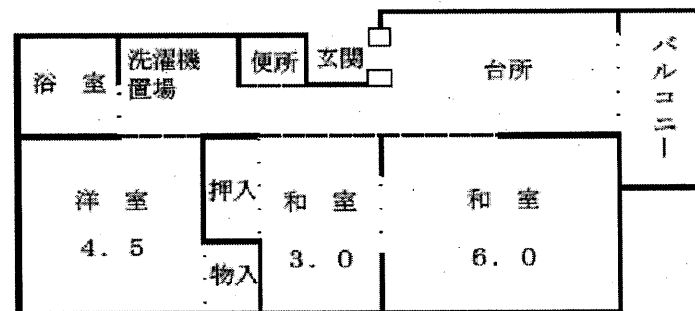 浴 室
洗濯機
置場
便所
玄関
台所
バルコニー
洋 室
4. 5
押入
物入
和 室
3. 0
和 室
6. 0